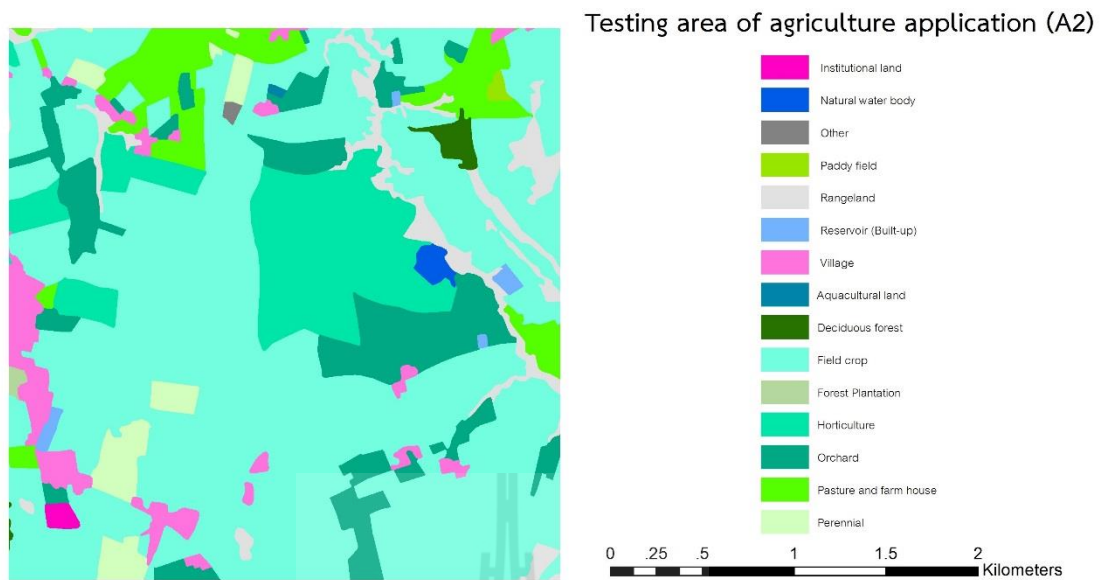 Testing area of agriculture application (A2)
Institutional land
Natural water body
Other
Paddy field
Rangeland
Reservoir (Built-up)
Village
Aquacultural land
Deciduous forest
Field crop
Forest Plantation
Horticulture
Orchard
Pasture and farm house
Perennial
0 .25 .5 1 1.5 2
Kilometers